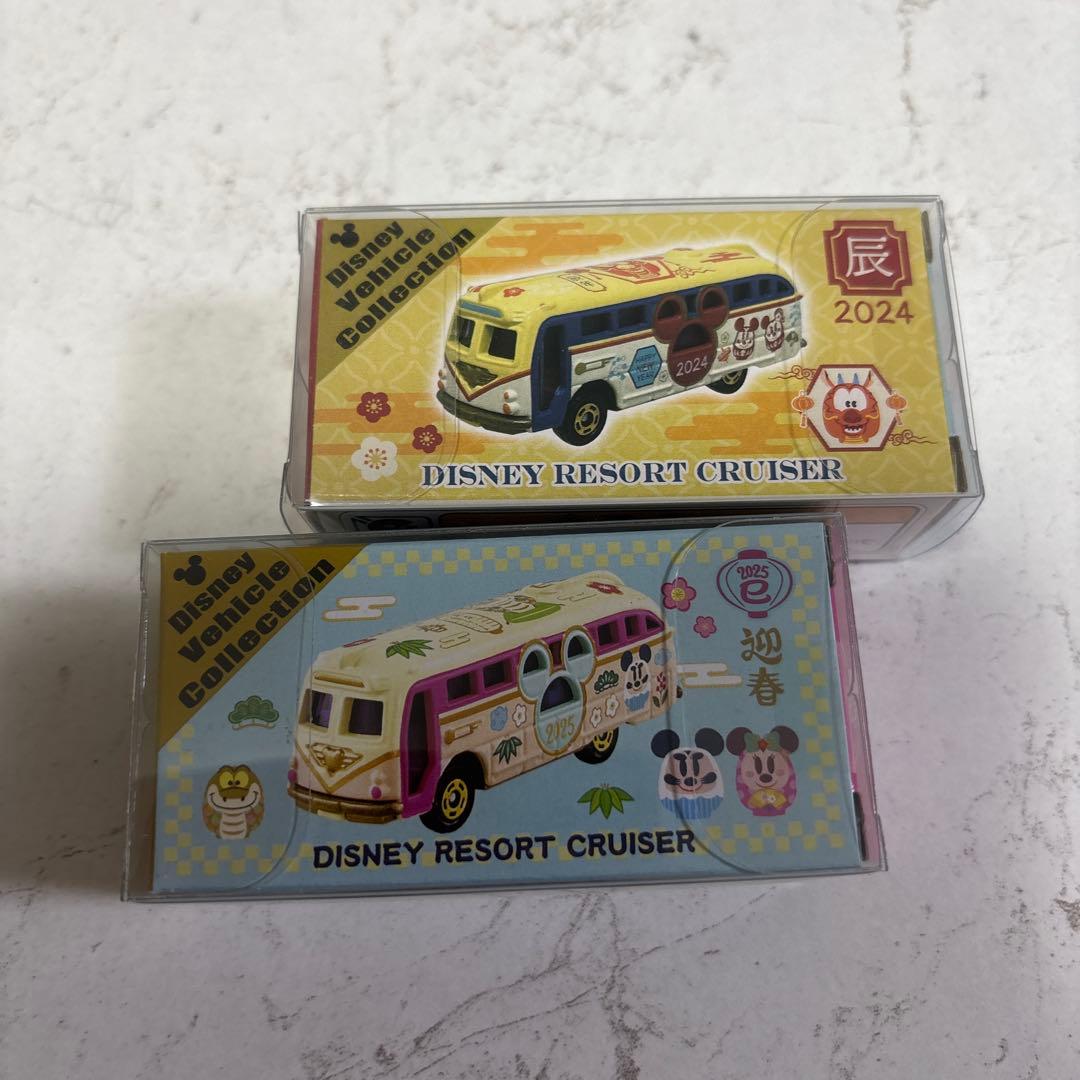 Disney
Vehicle
Collection
辰
2024
HAPPY
NEW
YEAR
2024
DISNEY RESORT CRUISER
Disney
Vehicle
Collection
2025
巳
迎
春
2025
DISNEY RESORT CRUISER